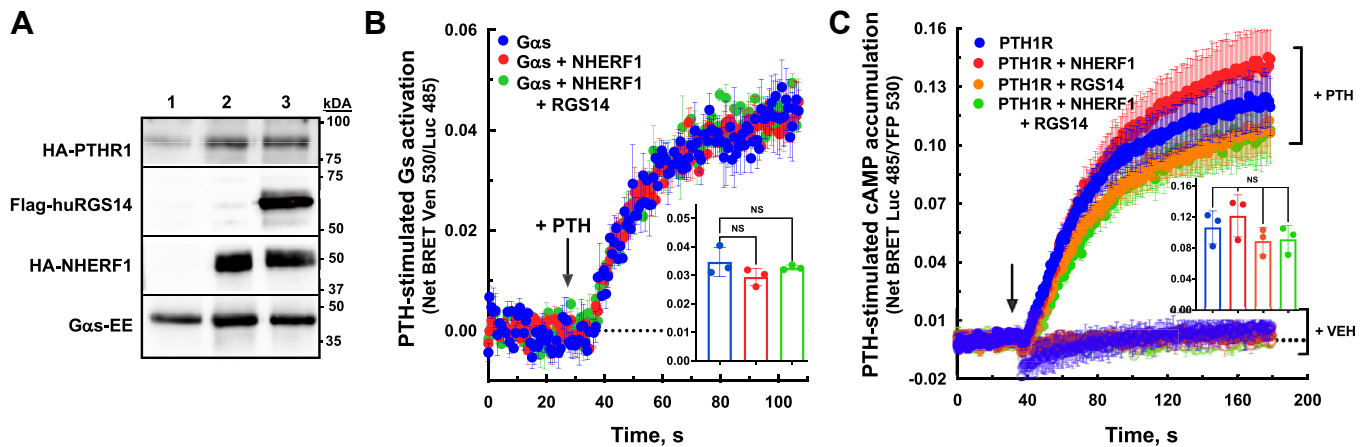 A
1 2 3 kDA
HA-PTHR1
100
75
Flag-huRGS14
75
50
HA-NHERF1
50
37
Gαs-EE
50
35
B
PTH-stimulated Gs activation
(Net BRET Ven 530/Luc 485)
0.06
0.04
0.02
0.00
Gαs
Gαs + NHERF1
Gαs + NHERF1
+ RGS14
+ PTH
0.05
0.04
0.03
0.02
0.01
0.00
NS
NS
0 20 40 60 80 100
Time, s
C
PTH-stimulated cAMP accumulation
(Net BRET Luc 485/YFP 530)
0.16
0.13
0.10
0.07
0.04
0.01
-0.02
PTH1R
PTH1R + NHERF1
PTH1R + RGS14
PTH1R + NHERF1
+ RGS14
+ PTH
0.16
0.12
0.08
0.04
0.00
NS
+ VEH
0 40 80 120 160 200
Time, s